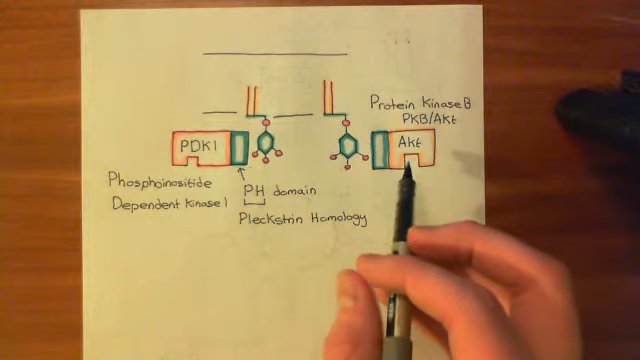 Protein Kinase B
PKB/Akt
PDK1
Akt
Phosphoinositide
Dependent Kinase 1
PH domain
Pleckstrin Homology